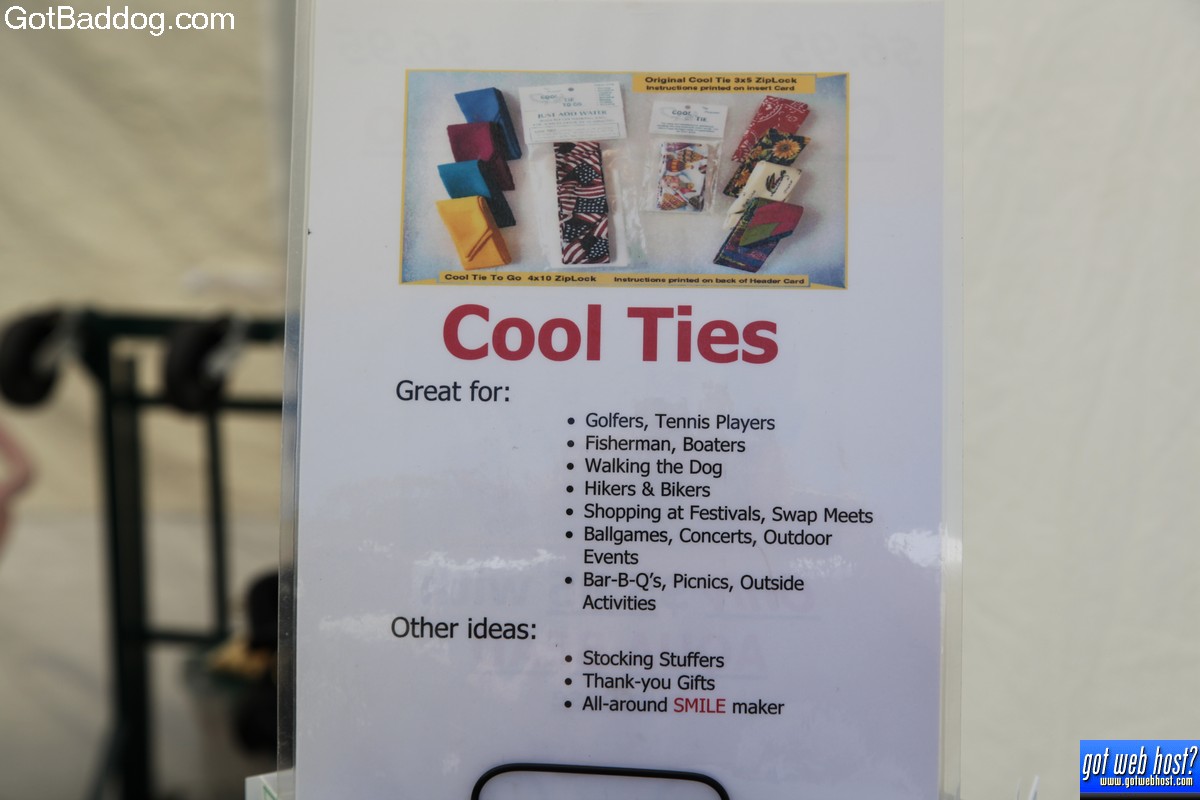 GotBaddog.com
Original Cool Tie 3x5 ZipLock
Instructions printed on insert Card
JUST ADD WATER
Cool Tie To Go 4x10 ZipLock Instructions printed on back of Header Card
Cool Ties
Great for:
• Golfers, Tennis Players
• Fisherman, Boaters
• Walking the Dog
• Hikers & Bikers
• Shopping at Festivals, Swap Meets
• Ballgames, Concerts, Outdoor
Events
• Bar-B-Q's, Picnics, Outside
Activities
Other ideas:
• Stocking Stuffers
• Thank-you Gifts
• All-around SMILE maker
got web host?
www.gotwebhost.com